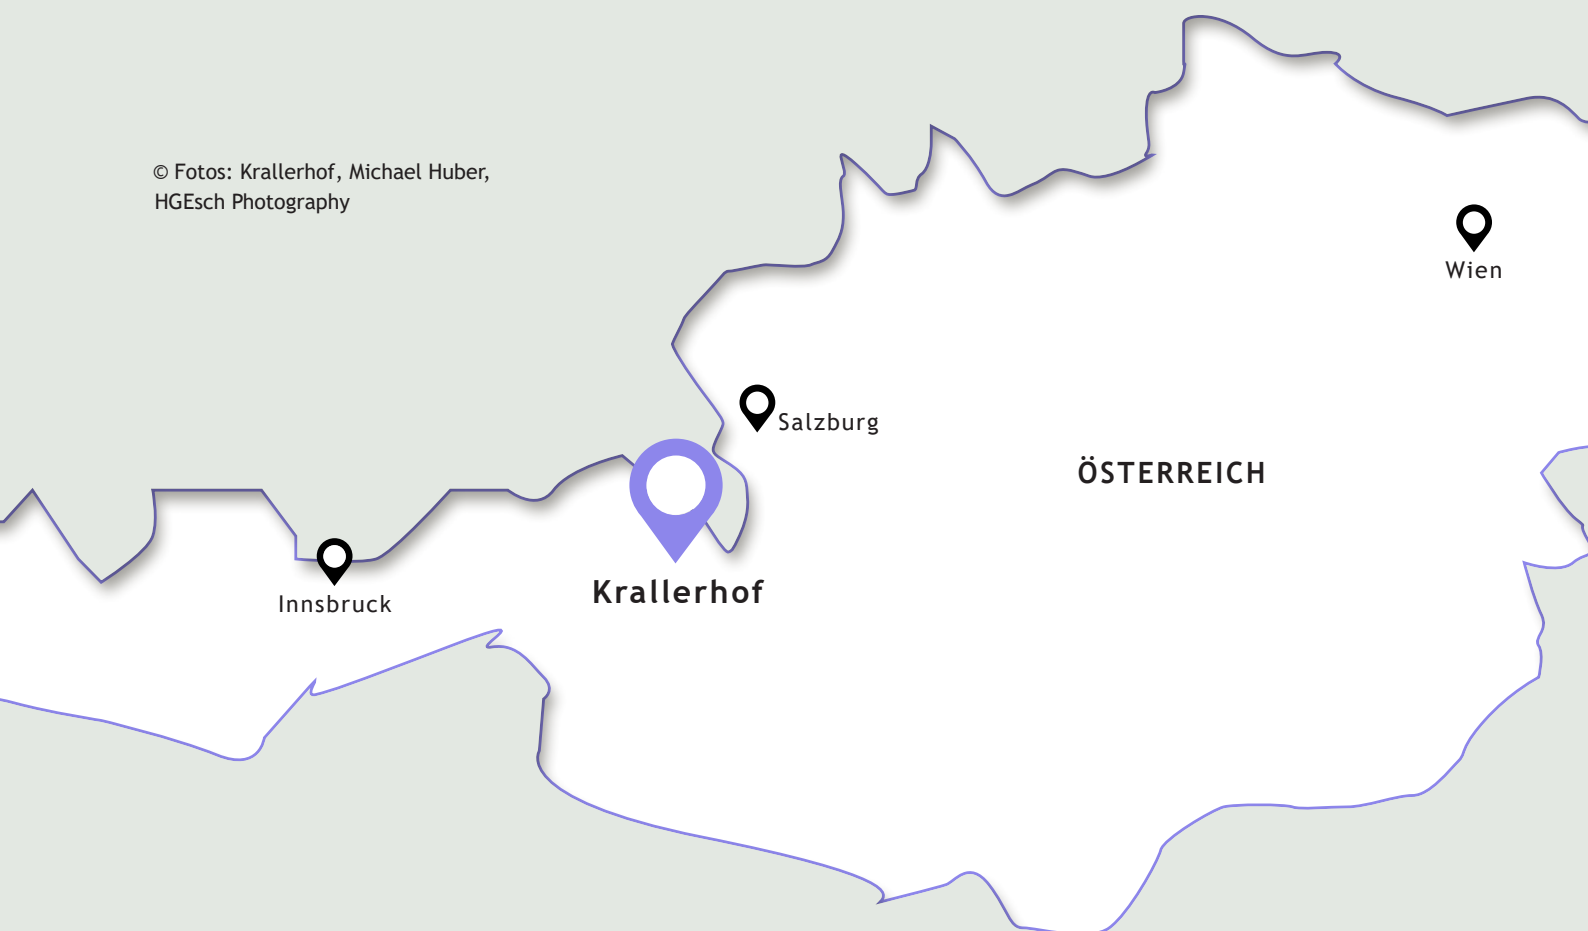 © Fotos: Krallerhof, Michael Huber,
HGEsch Photography
Wien
Salzburg
ÖSTERREICH
Krallerhof
Innsbruck